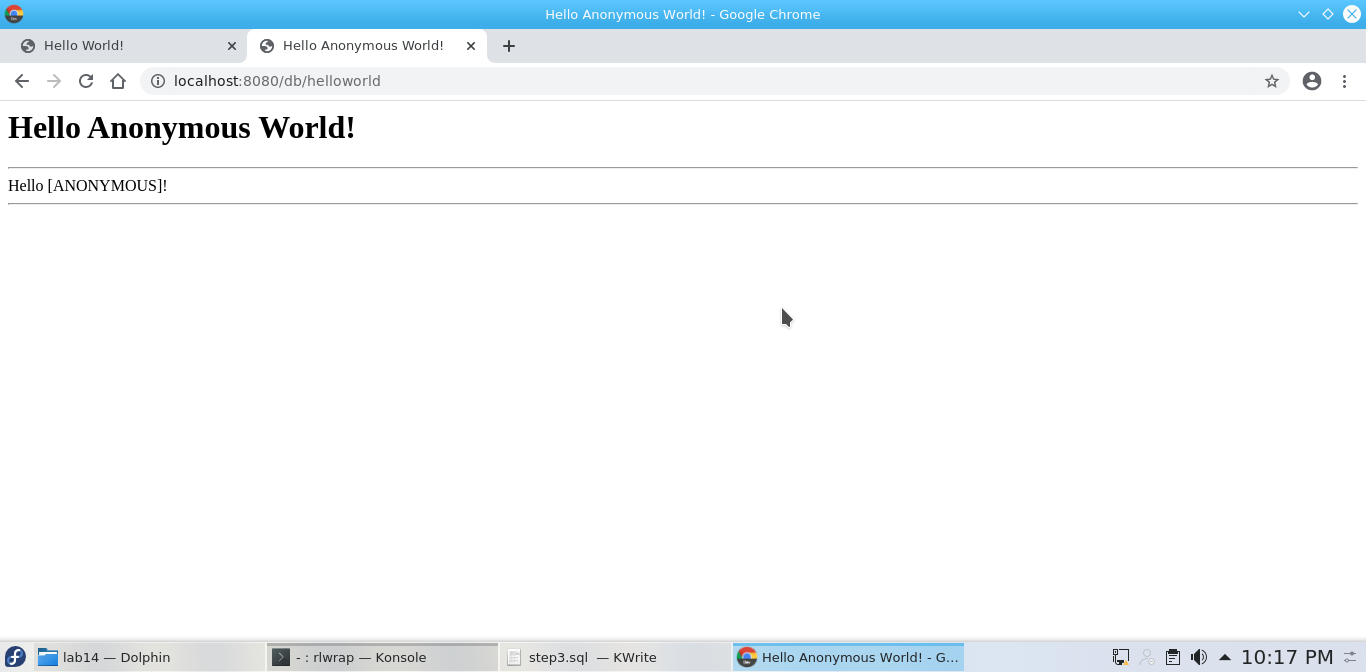 Hello Anonymous World! - Google Chrome
Hello World!
Hello Anonymous World!
localhost:8080/db/helloworld
Hello Anonymous World!
Hello [ANONYMOUS]!
lab14 — Dolphin
- : rlwrap — Konsole
step3.sql — KWrite
Hello Anonymous World! - G...
10:17 PM